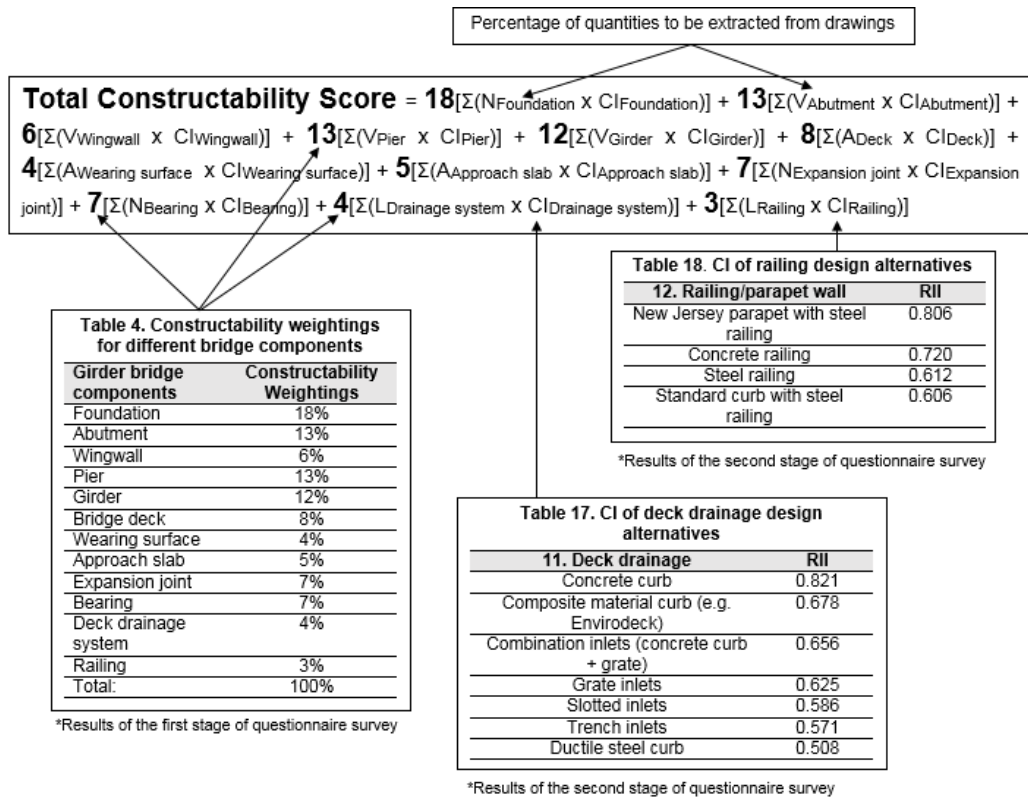 Percentage of quantities to be extracted from drawings
Total Constructability Score = 18[Σ(NFoundation x CIFoundation)] + 13[Σ(VAbutment x CIAbutment)] +
6[Σ(VWingwall x CIWingwall)] + 13[Σ(VPier x CIPier)] + 12[Σ(VGirder x CIGirder)] + 8[Σ(ADeck x CIDeck)] +
4[Σ(AWearing surface x CIWearing surface)] + 5[Σ(AApproach slab x CIApproach slab)] + 7[Σ(NExpansion joint x CIExpansion
joint)] + 7[Σ(NBearing x CIBearing)] + 4[Σ(LDrainage system x CIDrainage system)] + 3[Σ(LRailing x CIRailing)]
Table 4. Constructability weightings
for different bridge components
Girder bridge Constructability
components Weightings
Foundation 18%
Abutment 13%
Wingwall 6%
Pier 13%
Girder 12%
Bridge deck 8%
Wearing surface 4%
Approach slab 5%
Expansion joint 7%
Bearing 7%
Deck drainage 4%
system
Railing 3%
Total: 100%
*Results of the first stage of questionnaire survey
Table 18. CI of railing design alternatives
12. Railing/parapet wall RII
New Jersey parapet with steel 0.806
railing
Concrete railing 0.720
Steel railing 0.612
Standard curb with steel 0.606
railing
*Results of the second stage of questionnaire survey
Table 17. CI of deck drainage design
alternatives
11. Deck drainage RII
Concrete curb 0.821
Composite material curb (e.g. 0.678
Envirodeck)
Combination inlets (concrete curb 0.656
+ grate)
Grate inlets 0.625
Slotted inlets 0.586
Trench inlets 0.571
Ductile steel curb 0.508
*Results of the second stage of questionnaire survey